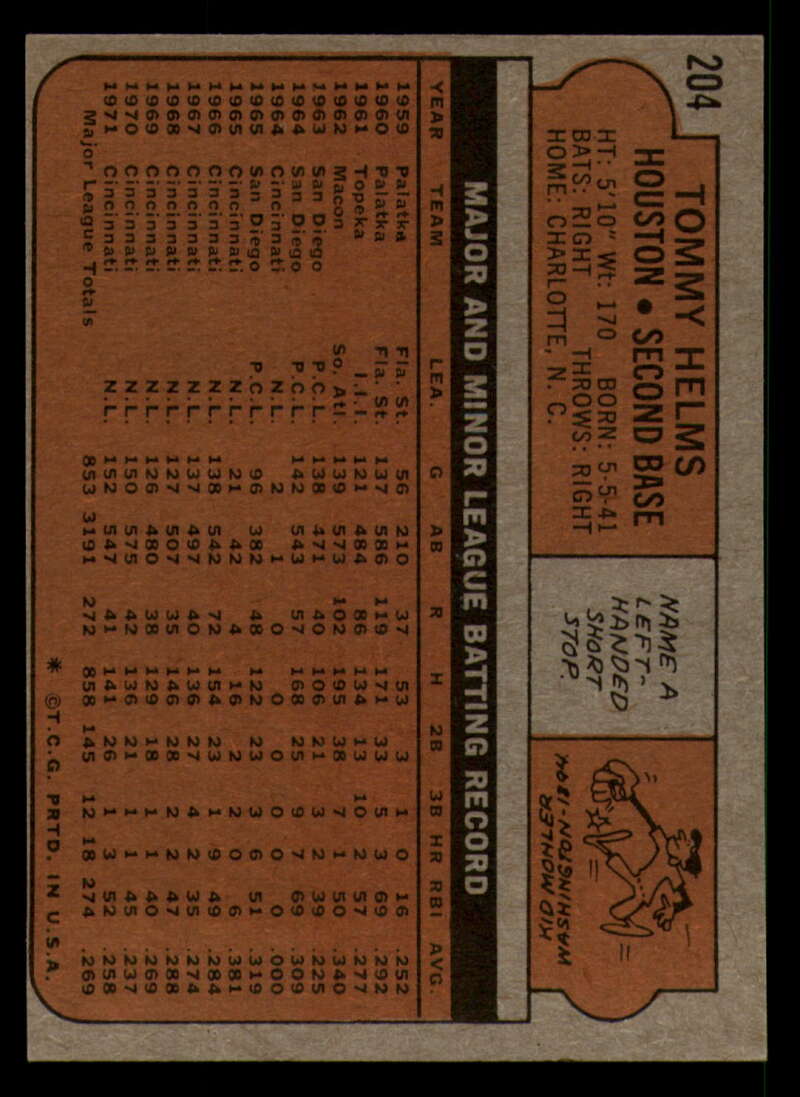 204
TOMMY HELMS
HOUSTON • SECOND BASE
HT: 5'10" Wt: 170 BORN: 5-5-41
BATS: RIGHT THROWS: RIGHT
HOME: CHARLOTTE, N. C.
NAME A
LEFT-
HANDED
SHORT
STOP.
KID MOHLER
WASHINGTON-1894
MAJOR AND MINOR LEAGUE BATTING RECORD
YEAR TEAM LEA. G AB R H 2B 3B HR RBI AVG.
1959 Palatka Fla. St. 56 210 37 53 3 1 0 16 .252
1960 Palatka Fla. St. 137 586 119 171 33 5 3 69 .292
1961 Topeka I.I.I. 121 484 86 134 13 10 2 57 .277
1962 Macon So. Atl. 139 573 102 195 38 7 1 50 .340
1963 San Diego P.C.L. 138 471 40 106 21 3 2 39 .225
1964 San Diego P.C.L. 142 543 57 168 25 9 7 69 .309
1964 Cincinnati N.L. 2 1 0 0 0 0 0 0 .000
1965 San Diego P.C.L. 96 382 48 122 23 3 6 51 .319
1965 Cincinnati N.L. 21 42 4 16 2 2 0 6 .381
1966 Cincinnati N.L. 138 542 72 154 23 1 9 49 .284
1967 Cincinnati N.L. 137 497 40 136 27 4 2 35 .274
1968 Cincinnati N.L. 127 507 35 146 28 2 2 47 .288
1969 Cincinnati N.L. 126 480 38 129 18 1 1 40 .269
1970 Cincinnati N.L. 150 575 42 136 21 1 1 45 .237
1971 Cincinnati N.L. 152 547 41 141 26 1 3 52 .258
Major League Totals 853 3191 272 858 145 12 18 274 .269
* ©T.C.G. PRTD. IN U.S.A.